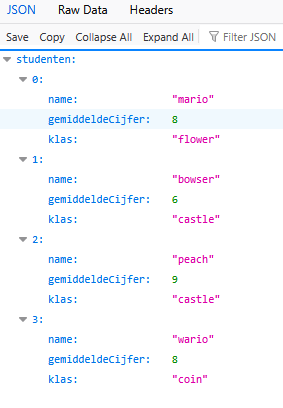 JSON Raw Data Headers
Save Copy Collapse All Expand All Filter JSON
studenten:
0:
name: "mario"
gemiddeldeCijfer: 8
klas: "flower"
1:
name: "bowser"
gemiddeldeCijfer: 6
klas: "castle"
2:
name: "peach"
gemiddeldeCijfer: 9
klas: "castle"
3:
name: "wario"
gemiddeldeCijfer: 8
klas: "coin"